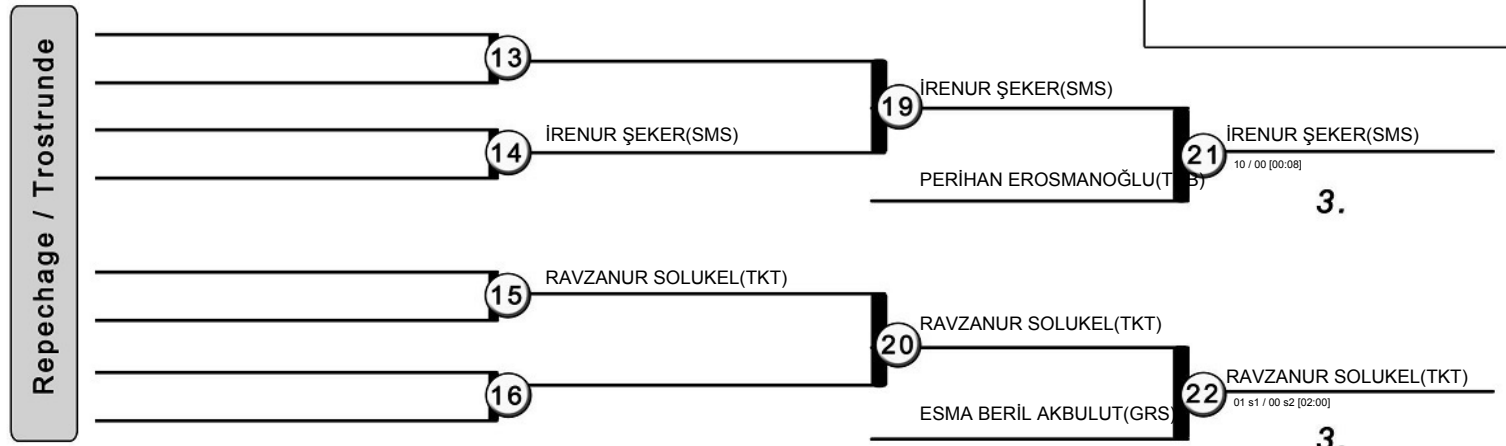 Repechage / Trostrunde
13
İRENUR ŞEKER(SMS)
19
İRENUR ŞEKER(SMS)
14
İRENUR ŞEKER(SMS)
21
10 / 00 [00:08]
PERİHAN EROSMANOĞLU
3.
RAVZANUR SOLUKEL(TKT)
15
RAVZANUR SOLUKEL(TKT)
20
RAVZANUR SOLUKEL(TKT)
22
01 s1 / 00 s2 [02:00]
16
ESMA BERİL AKBULUT(GRS)
3.